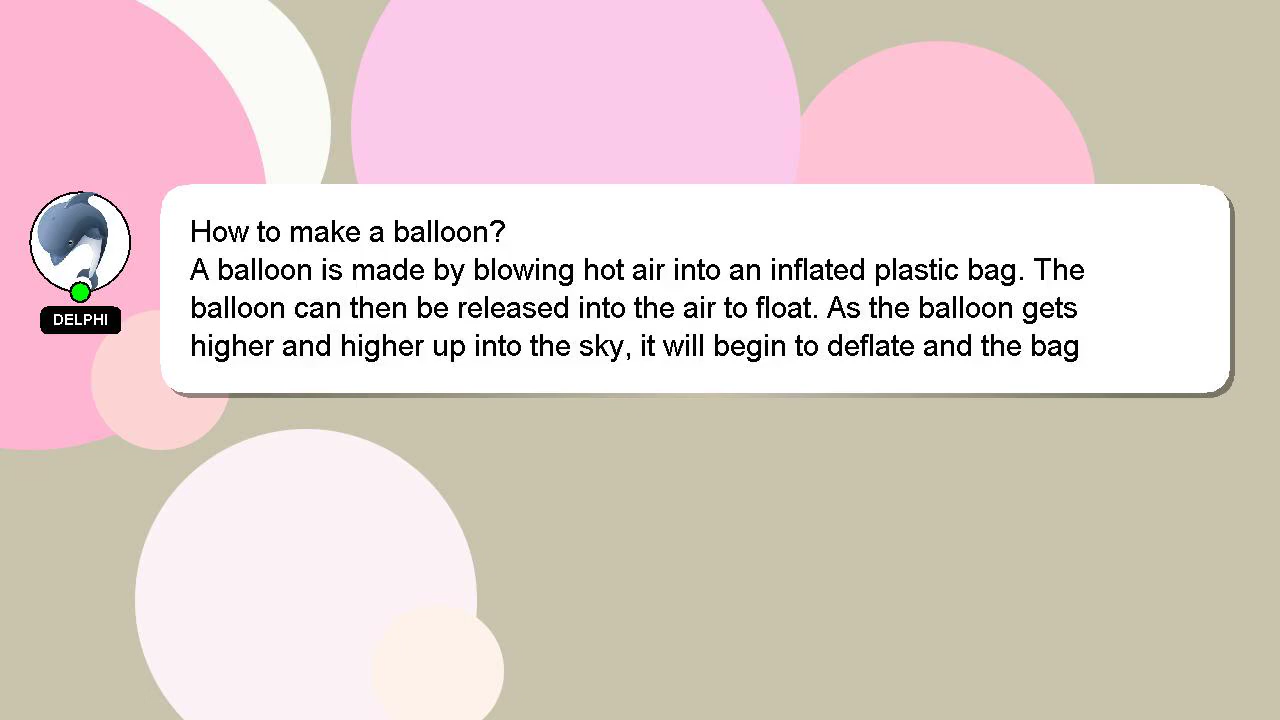 How to make a balloon?
A balloon is made by blowing hot air into an inflated plastic bag. The
balloon can then be released into the air to float. As the balloon gets
higher and higher up into the sky, it will begin to deflate and the bag
DELPHI